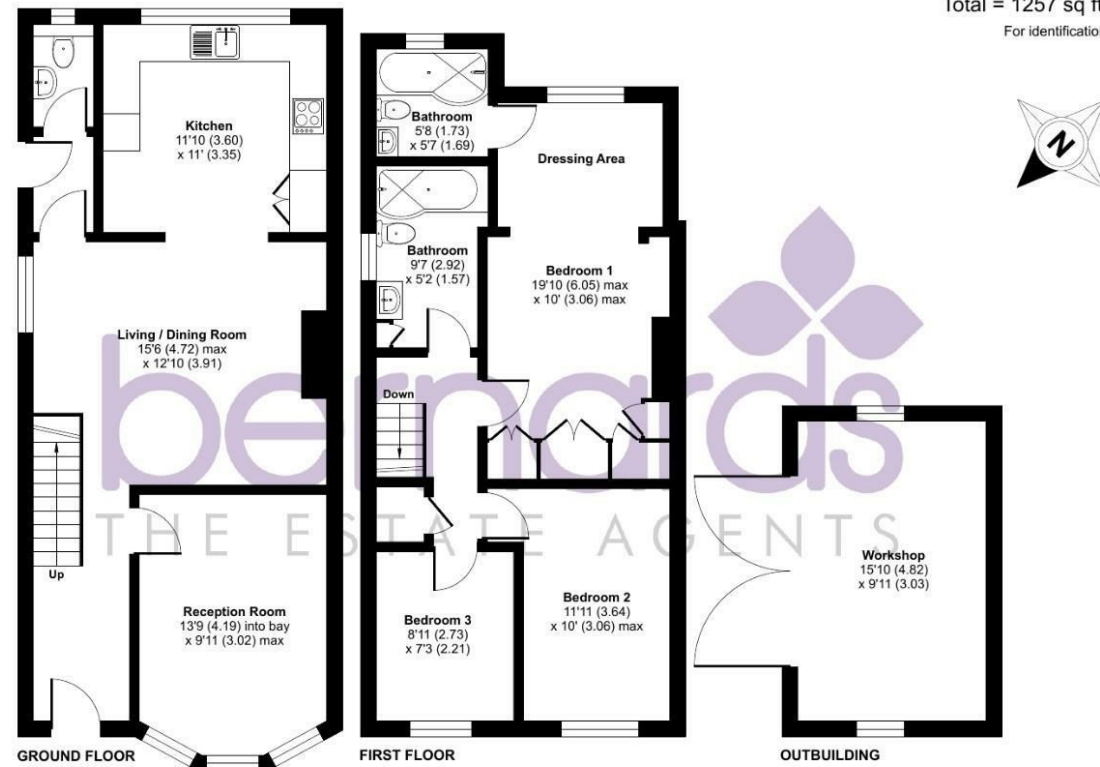 Total = 1257 sq ft
For identification
N
Kitchen
11'10 (3.60)
x 11' (3.35)
Living / Dining Room
15'6 (4.72) max
x 12'10 (3.91)
Up
Reception Room
13'9 (4.19) into bay
x 9'11 (3.02) max
GROUND FLOOR
Bathroom
5'8 (1.73)
x 5'7 (1.69)
Dressing Area
Bathroom
9'7 (2.92)
x 5'2 (1.57)
Bedroom 1
19'10 (6.05) max
x 10' (3.06) max
Down
Bedroom 3
8'11 (2.73)
x 7'3 (2.21)
Bedroom 2
11'11 (3.64)
x 10' (3.06) max
FIRST FLOOR
Workshop
15'10 (4.82)
x 9'11 (3.03)
OUTBUILDING
bernards
THE ESTATE AGENTS